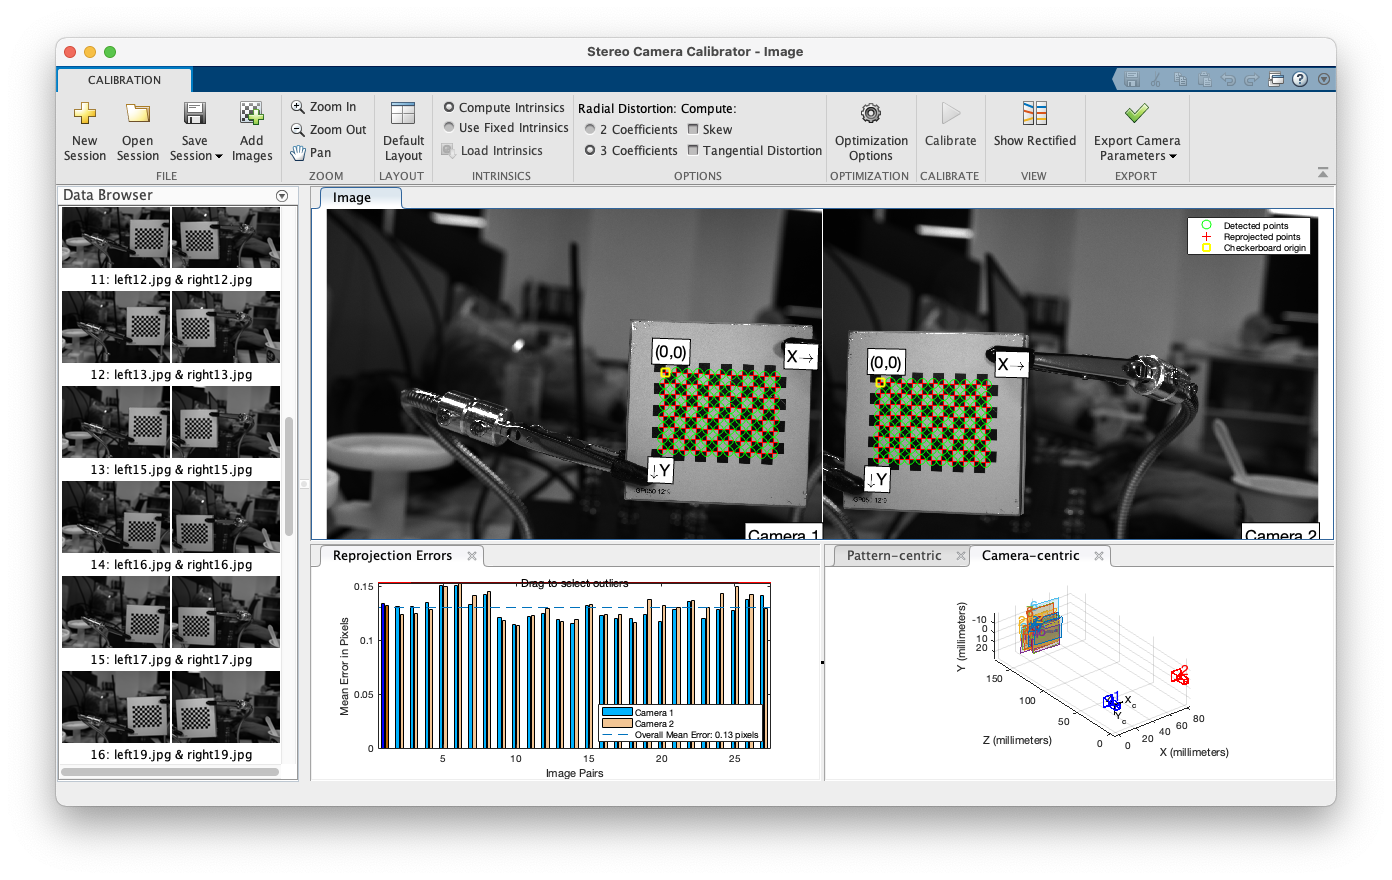 Stereo Camera Calibrator - Image
CALIBRATION
New Session
Open Session
Save Session
Add Images
FILE
Zoom In
Zoom Out
Pan
ZOOM
Default Layout
LAYOUT
Compute Intrinsics
Use Fixed Intrinsics
Load Intrinsics
INTRINSICS
Radial Distortion: Compute:
2 Coefficients Skew
3 Coefficients Tangential Distortion
OPTIONS
Optimization Options
OPTIMIZATION
Calibrate
CALIBRATE
Show Rectified
VIEW
Export Camera Parameters
EXPORT
Data Browser
11: left12.jpg & right12.jpg
12: left13.jpg & right13.jpg
13: left15.jpg & right15.jpg
14: left16.jpg & right16.jpg
15: left17.jpg & right17.jpg
16: left19.jpg & right19.jpg
Image
(0,0)
X→
↓Y
GP050 12*9
Camera 1
(0,0)
X→
↓Y
Camera 2
Detected points
Reprojected points
Checkerboard origin
Reprojection Errors
Drag to select outliers
0.15
0.1
0.05
0
Mean Error in Pixels
5 10 15 20 25
Image Pairs
Camera 1
Camera 2
Overall Mean Error: 0.13 pixels
Pattern-centric
Camera-centric
-10
0
10
20
Y (millimeters)
150
100
50
0
Z (millimeters)
0 20 40 60 80
X (millimeters)
1
2
Xc
Yc